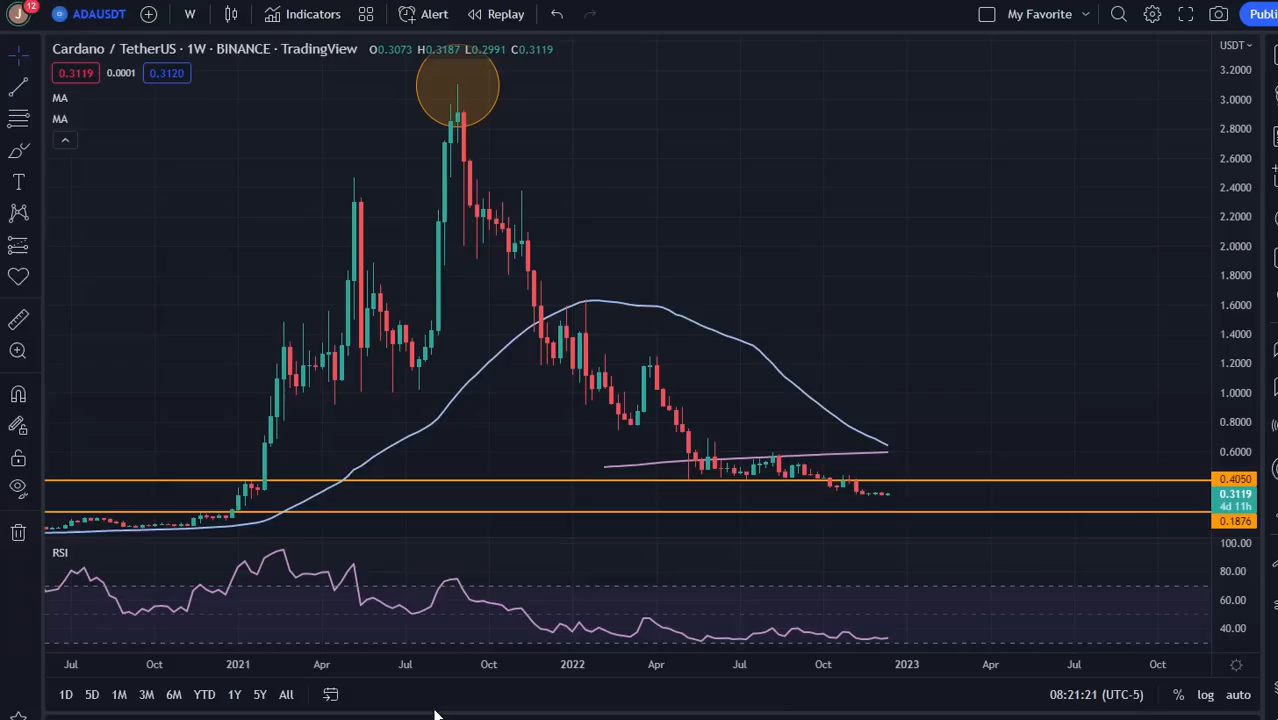 J 12 ADAUSDT W Indicators Alert Replay My Favorite Publi
Cardano / TetherUS · 1W · BINANCE · TradingView O0.3073 H0.3187 L0.2991 C0.3119 USDT
0.3119 0.0001 0.3120
MA
MA
T
3.2000
3.0000
2.8000
2.6000
2.4000
2.2000
2.0000
1.8000
1.6000
1.4000
1.2000
1.0000
0.8000
0.6000
0.4050
0.3119
4d 11h
0.1876
RSI
100.00
80.00
60.00
40.00
Jul Oct 2021 Apr Jul Oct 2022 Apr Jul Oct 2023 Apr Jul Oct
1D 5D 1M 3M 6M YTD 1Y 5Y All 08:21:21 (UTC-5) % log auto